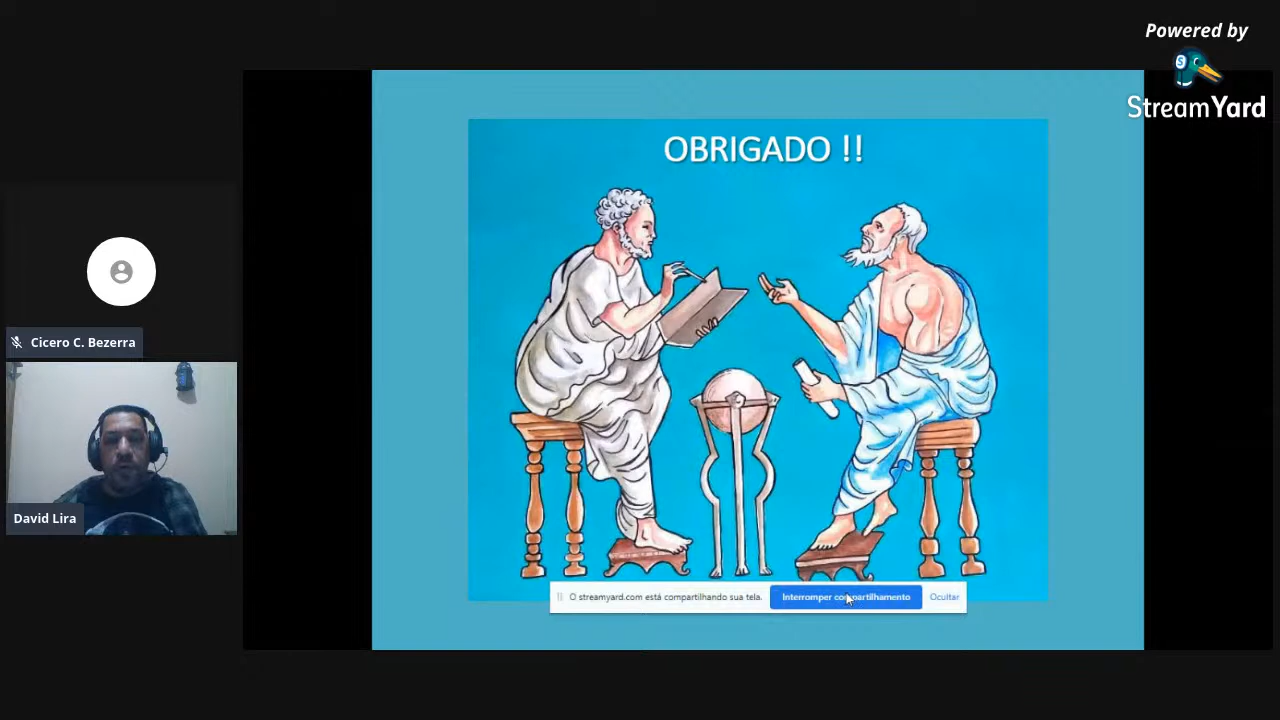 Powered by
StreamYard
OBRIGADO !!
Cicero C. Bezerra
David Lira
O streamyard.com está compartilhando sua tela.
Interromper compartilhamento
Ocultar